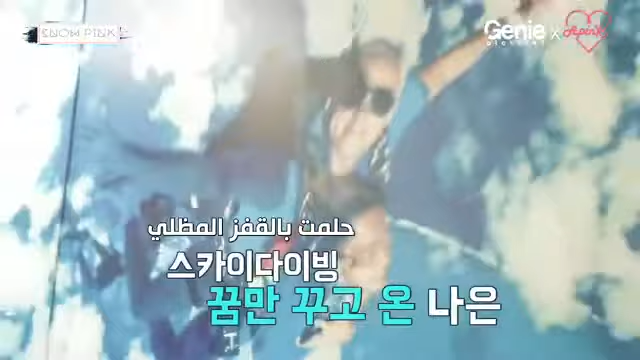 SNOW PINK
Genie x Apink
حلمت بالقفز المظلي
스카이다이빙
꿈만 꾸고 온 나은